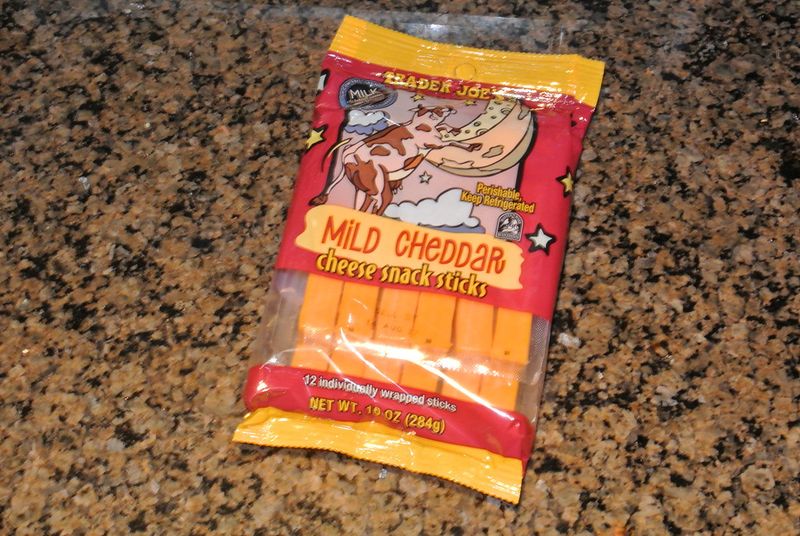 TRADER JOE'S
MILK
Perishable,
Keep Refrigerated
MILD CHEDDAR
cheese snack sticks
12 individually wrapped sticks
NET WT. 10 OZ (284g)